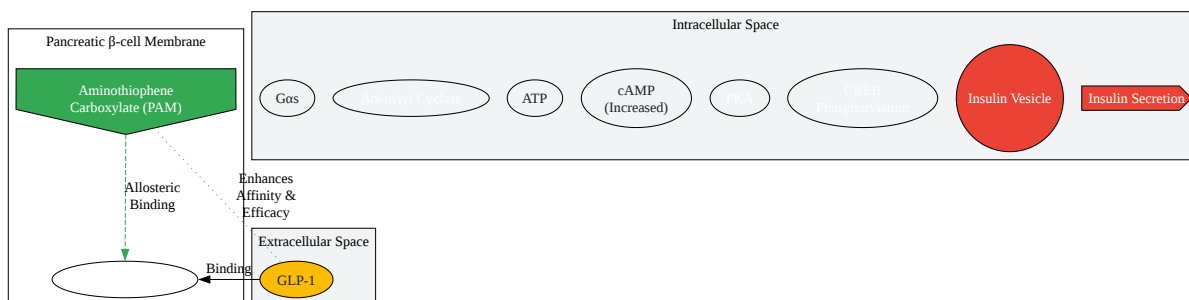 Pancreatic β-cell Membrane
Intracellular Space
Aminothiophene
Carboxylate (PAM)
Gαs
Adenylyl Cyclase
ATP
cAMP
(Increased)
PKA
CREB
Phosphorylation
Insulin Vesicle
Insulin Secretion
Allosteric
Binding
Enhances
Affinity &
Efficacy
Extracellular Space
Binding
GLP-1